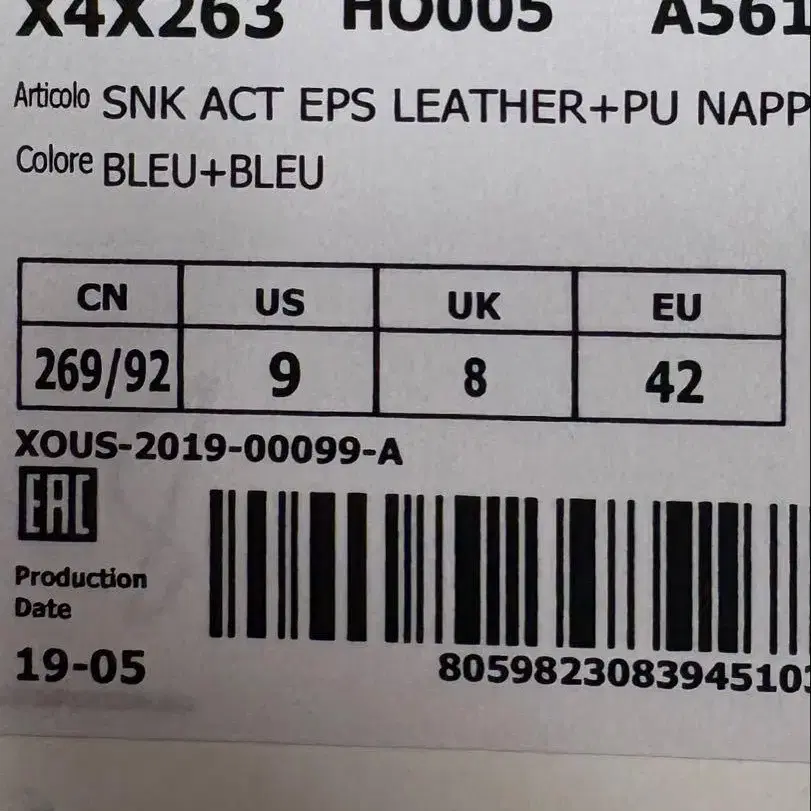 X4X263 HO005 A561
Articolo SNK ACT EPS LEATHER+PU NAPP
Colore BLEU+BLEU
CN US UK EU
269/92 9 8 42
XOUS-2019-00099-A
EAC
Production
Date
19-05
8059823083945103